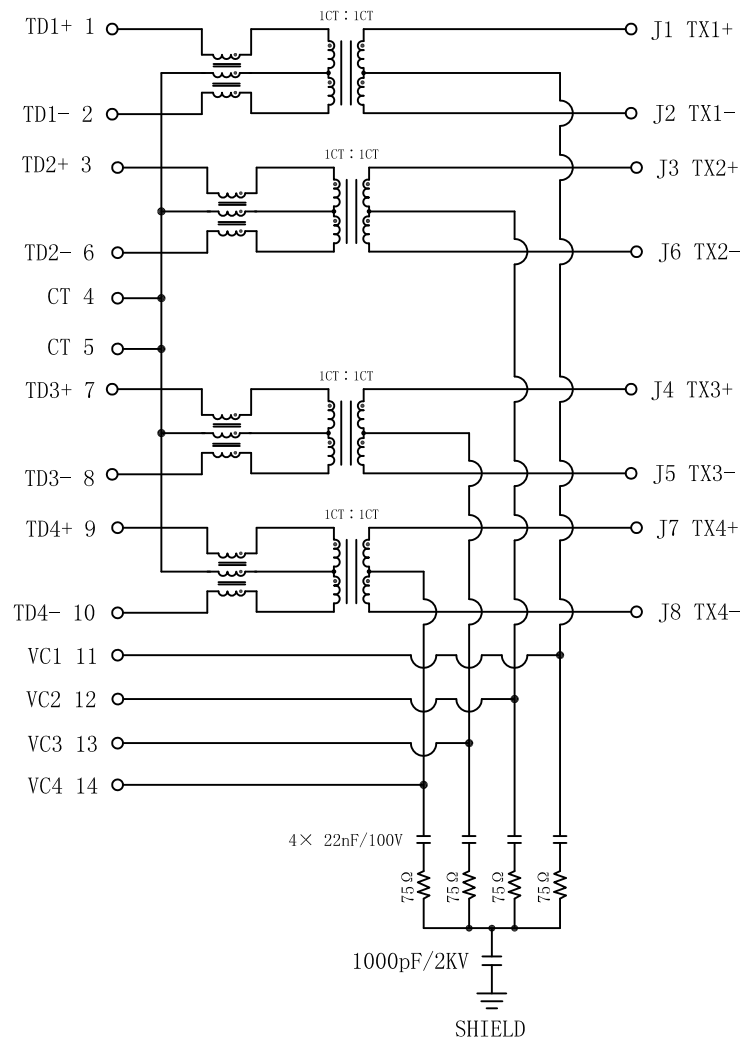 1CT:1CT
TD1+ 1
J1 TX1+
TD1- 2
J2 TX1-
1CT:1CT
TD2+ 3
J3 TX2+
TD2- 6
J6 TX2-
CT 4
CT 5
1CT:1CT
TD3+ 7
J4 TX3+
TD3- 8
J5 TX3-
1CT:1CT
TD4+ 9
J7 TX4+
TD4- 10
J8 TX4-
VC1 11
VC2 12
VC3 13
VC4 14
4× 22nF/100V
75Ω
75Ω
75Ω
75Ω
1000pF/2KV
SHIELD